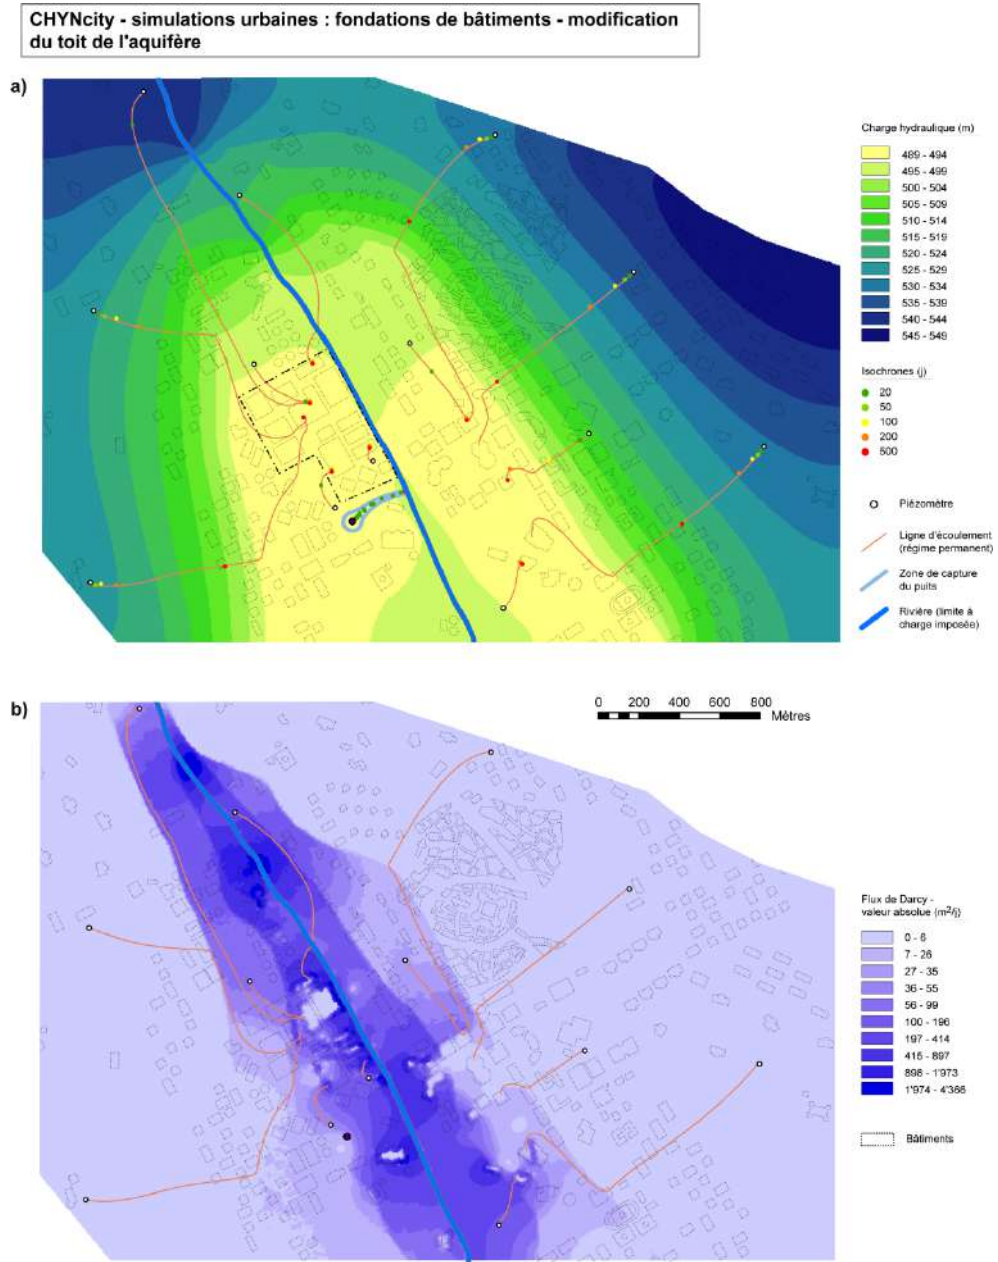 CHYNcity - simulations urbaines : fondations de bâtiments - modification
du toit de l'aquifère
a)
Charge hydraulique (m)
489 - 494
495 - 499
500 - 504
505 - 509
510 - 514
515 - 519
520 - 524
525 - 529
530 - 534
535 - 539
540 - 544
545 - 549
Isochrones (j)
20
50
100
200
500
Piézomètre
Ligne d'écoulement
(régime permanent)
Zone de capture
du puits
Rivière (limite à
charge imposée)
b)
0 200 400 600 800
Mètres
Flux de Darcy -
valeur absolue (m²/j)
0 - 6
7 - 26
27 - 35
36 - 55
56 - 99
100 - 196
197 - 414
415 - 897
898 - 1'973
1'974 - 4'366
Bâtiments